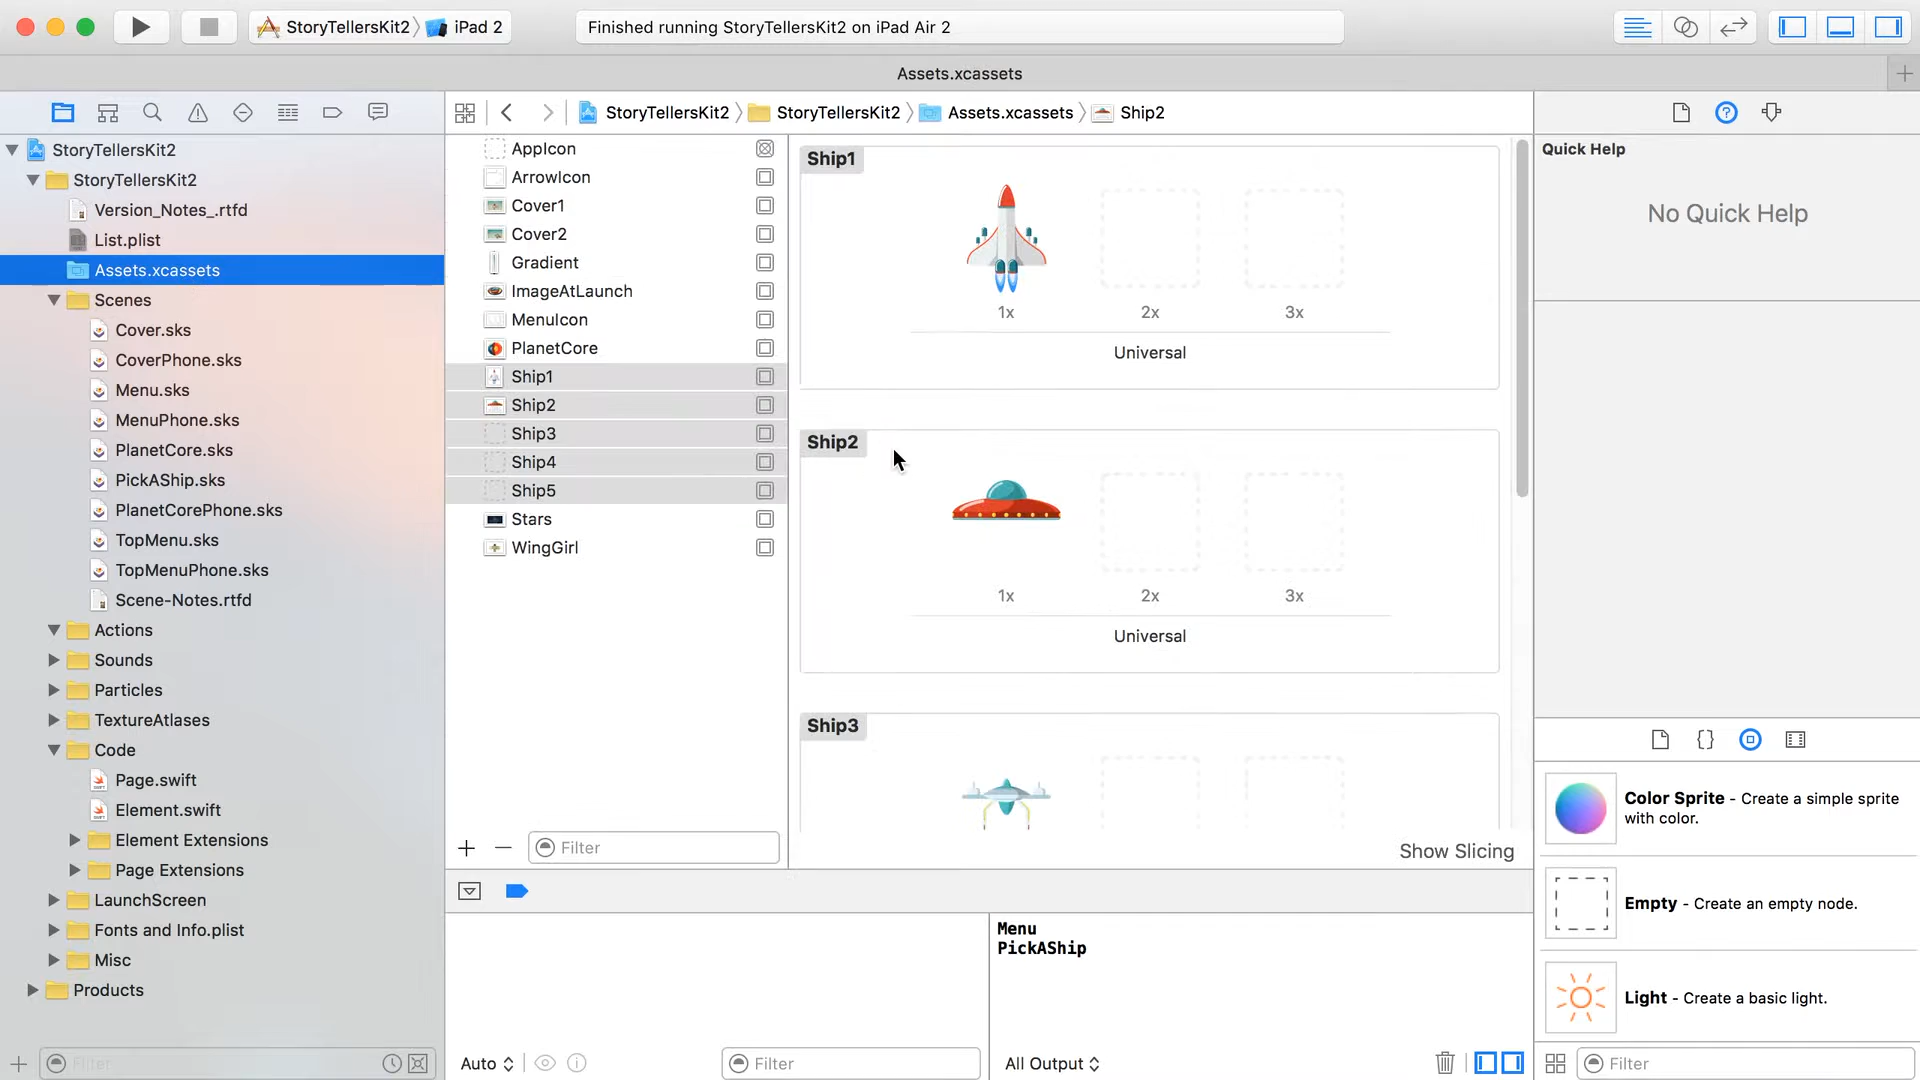 StoryTellersKit2 iPad 2
Finished running StoryTellersKit2 on iPad Air 2
Assets.xcassets
StoryTellersKit2
StoryTellersKit2
Version_Notes_.rtfd
List.plist
Assets.xcassets
Scenes
Cover.sks
CoverPhone.sks
Menu.sks
MenuPhone.sks
PlanetCore.sks
PickAShip.sks
PlanetCorePhone.sks
TopMenu.sks
TopMenuPhone.sks
Scene-Notes.rtfd
Actions
Sounds
Particles
TextureAtlases
Code
Page.swift
Element.swift
Element Extensions
Page Extensions
LaunchScreen
Fonts and Info.plist
Misc
Products
Filter
StoryTellersKit2 StoryTellersKit2 Assets.xcassets Ship2
AppIcon
ArrowIcon
Cover1
Cover2
Gradient
ImageAtLaunch
MenuIcon
PlanetCore
Ship1
Ship2
Ship3
Ship4
Ship5
Stars
WingGirl
Filter
Ship1
1x 2x 3x
Universal
Ship2
1x 2x 3x
Universal
Ship3
Show Slicing
Menu
PickAShip
Auto
Filter
All Output
Quick Help
No Quick Help
Color Sprite - Create a simple sprite
with color.
Empty - Create an empty node.
Light - Create a basic light.
Filter